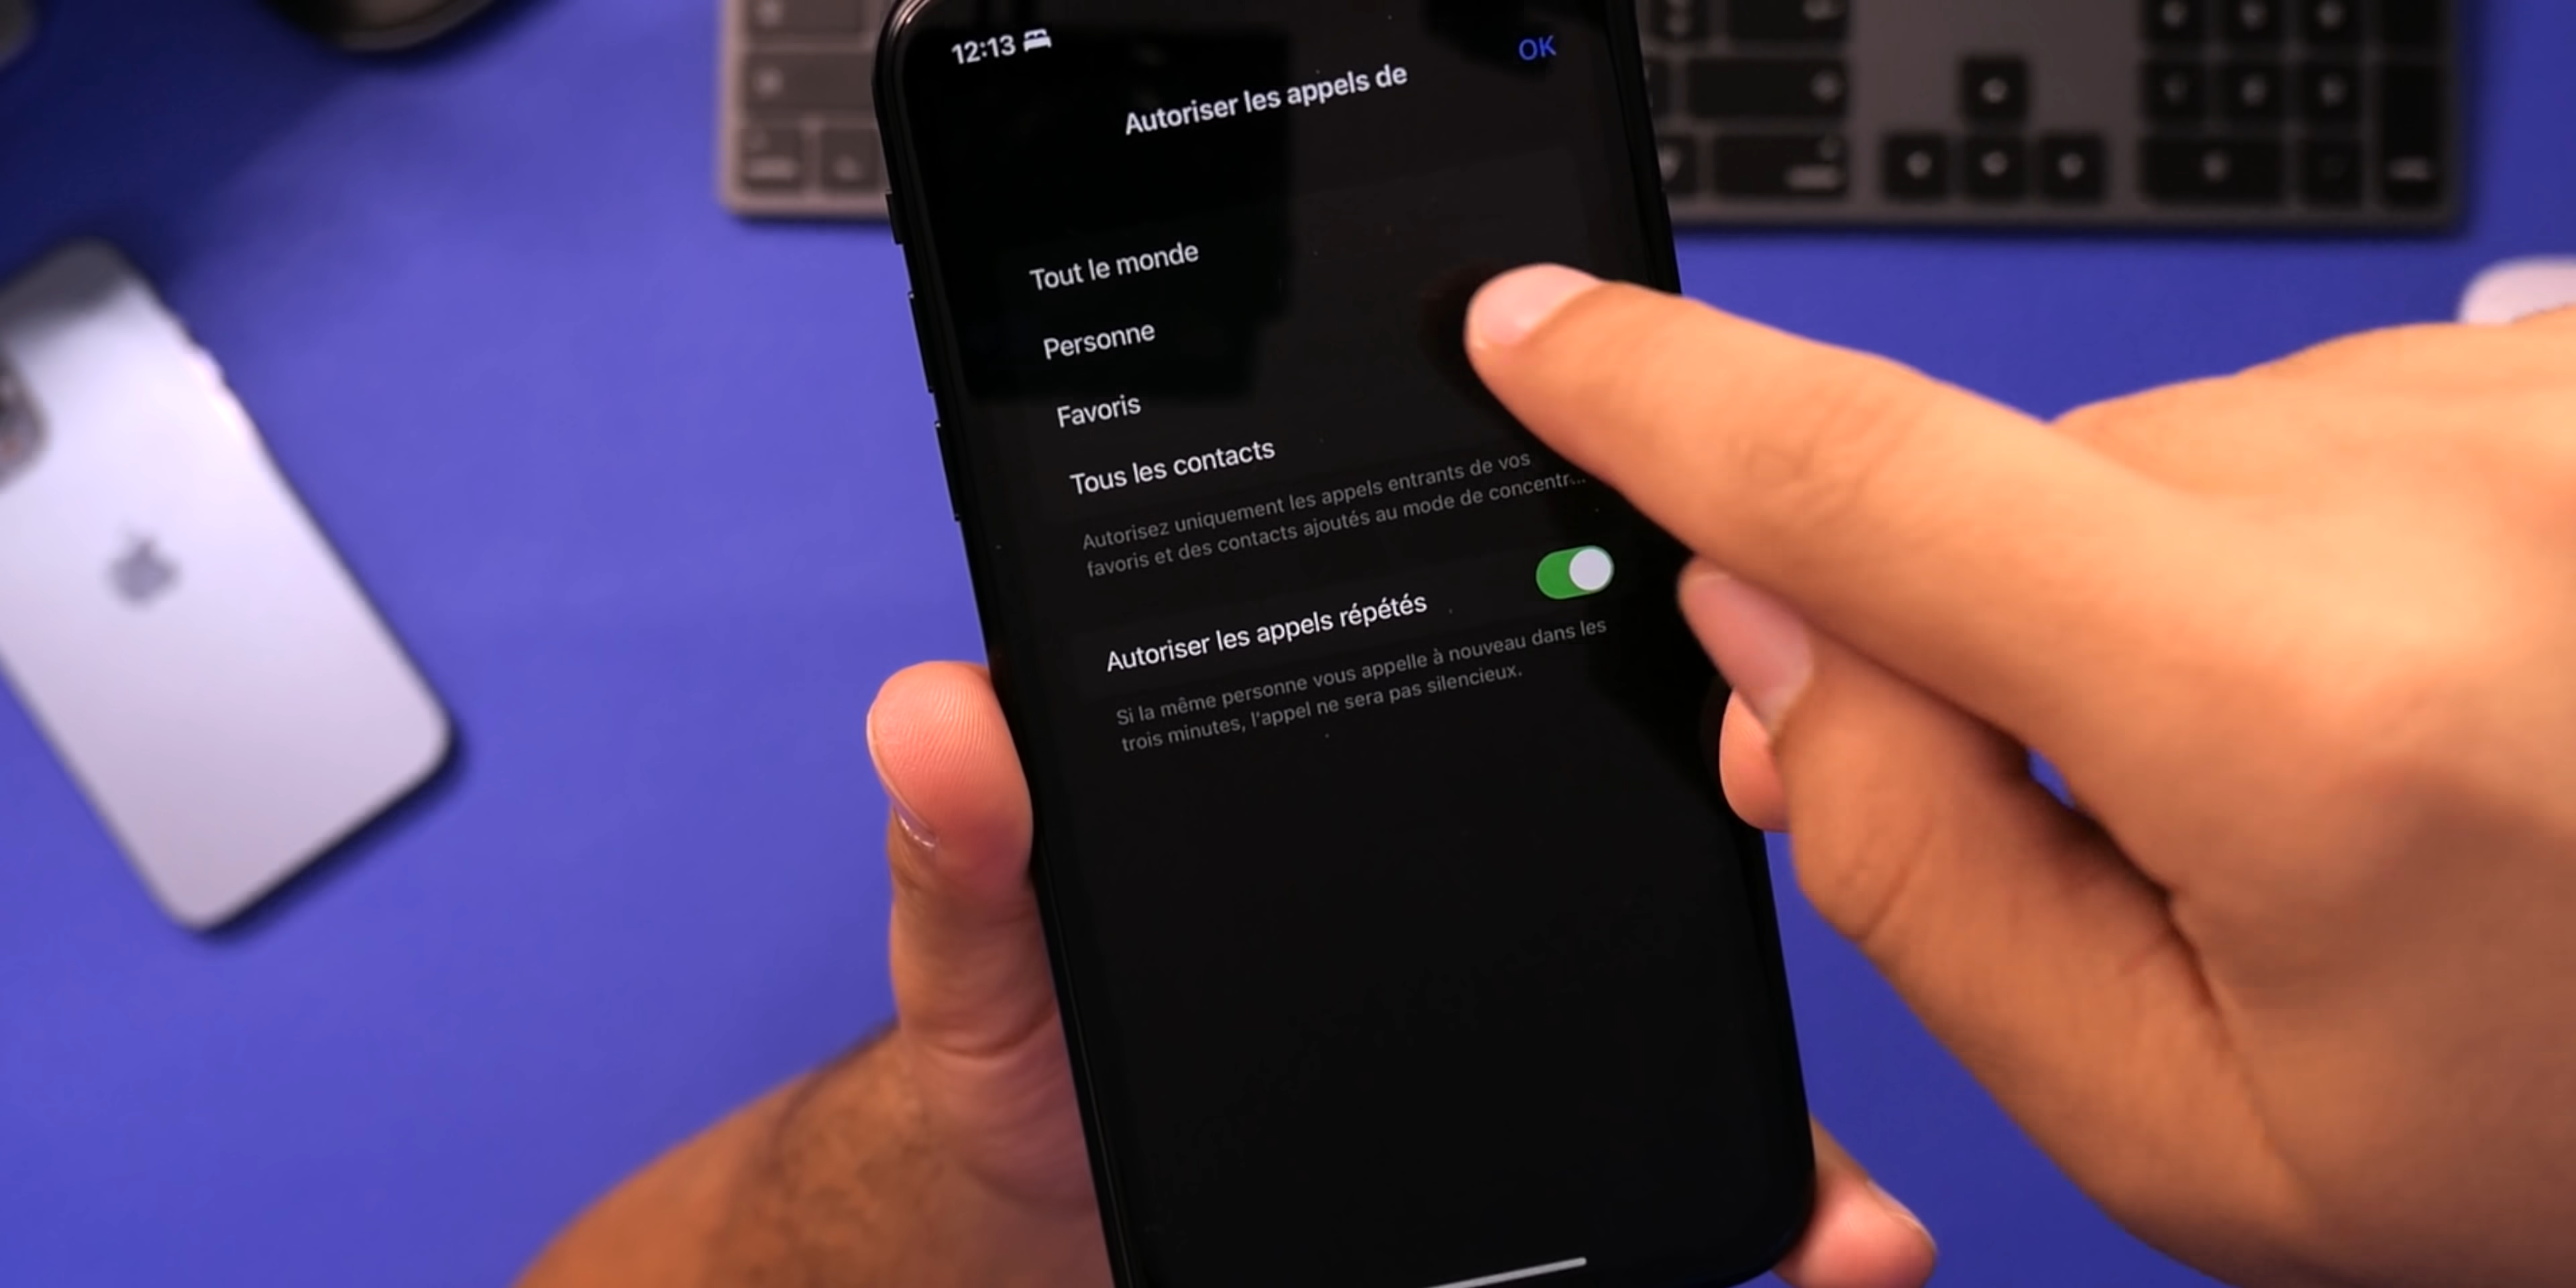 12:13
OK
Autoriser les appels de
Tout le monde
Personne
Favoris
Tous les contacts
Autorisez uniquement les appels entrants de vos
favoris et des contacts ajoutés au mode de concentr...
Autoriser les appels répétés
Si la même personne vous appelle à nouveau dans les
trois minutes, l'appel ne sera pas silencieux.